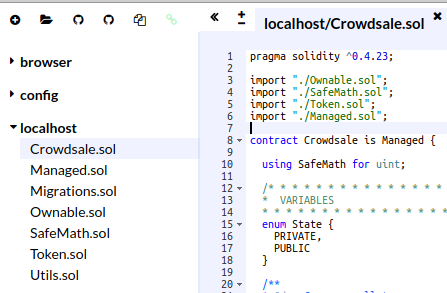 browser
config
localhost
Crowdsale.sol
Managed.sol
Migrations.sol
Ownable.sol
SafeMath.sol
Token.sol
Utils.sol
« + - localhost/Crowdsale.sol ×
1 pragma solidity ^0.4.23;
2
3 import "./Ownable.sol";
4 import "./SafeMath.sol";
5 import "./Token.sol";
6 import "./Managed.sol";
7
8 contract Crowdsale is Managed {
9
10 using SafeMath for uint;
11
12 /* * * * * * * * * * * * * * *
13 * VARIABLES
14 * * * * * * * * * * * * * * * *
15 enum State {
16 PRIVATE,
17 PUBLIC
18 }
19
20 /**